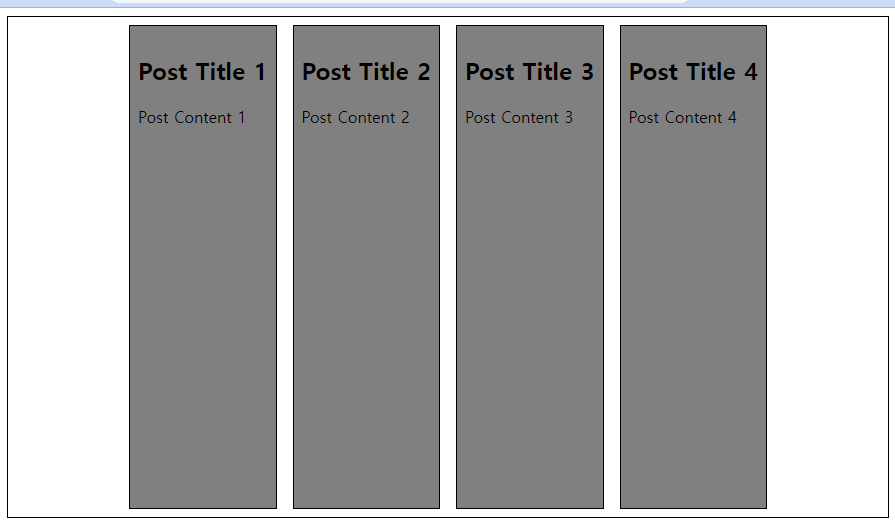 Post Title 1
Post Content 1
Post Title 2
Post Content 2
Post Title 3
Post Content 3
Post Title 4
Post Content 4